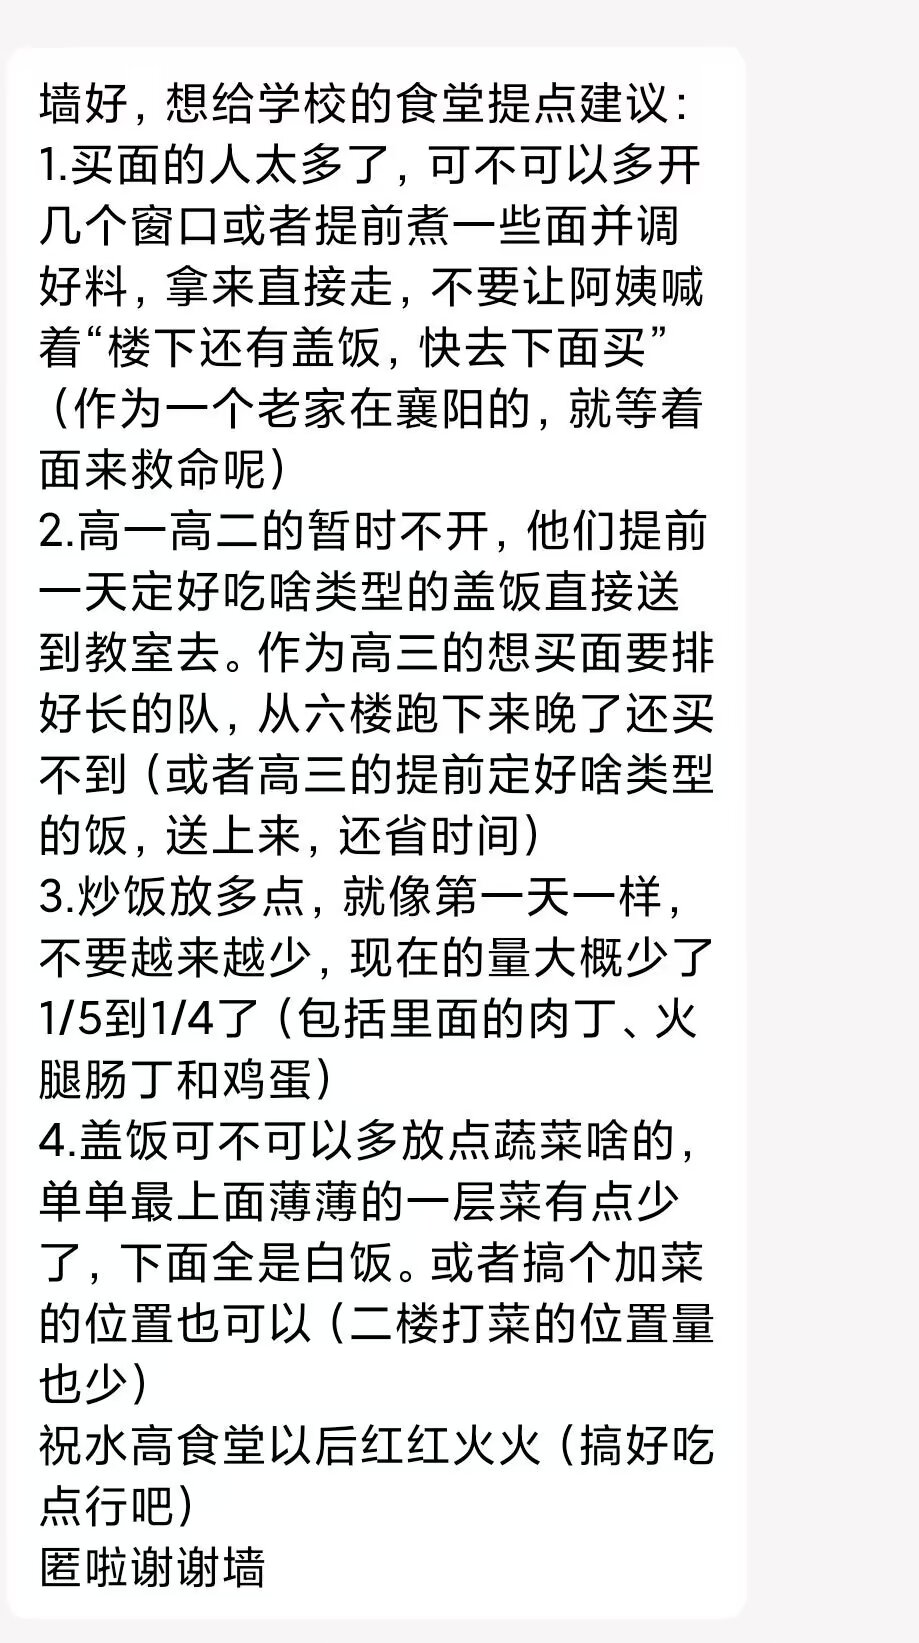 墙好，想给学校的食堂提点建议：
1.买面的人太多了，可不可以多开
几个窗口或者提前煮一些面并调
好料，拿来直接走，不要让阿姨喊
着“楼下还有盖饭，快去下面买”
（作为一个老家在襄阳的，就等着
面来救命呢）
2.高一高二的暂时不开，他们提前
一天定好吃啥类型的盖饭直接送
到教室去。作为高三的想买面要排
好长的队，从六楼跑下来晚了还买
不到（或者高三的提前定好啥类型
的饭，送上来，还省时间）
3.炒饭放多点，就像第一天一样，
不要越来越少，现在的量大概少了
1/5到1/4了（包括里面的肉丁、火
腿肠丁和鸡蛋）
4.盖饭可不可以多放点蔬菜啥的，
单单最上面薄薄的一层菜有点少
了，下面全是白饭。或者搞个加菜
的位置也可以（二楼打菜的位置量
也少）
祝水高食堂以后红红火火（搞好吃
点行吧）
匿啦谢谢墙